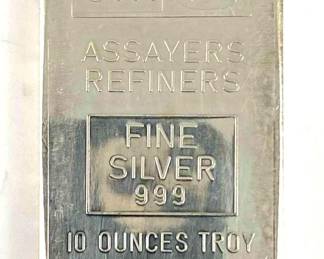 ASSAYERS
REFINERS
FINE
SILVER
999
10 OUNCES TROY